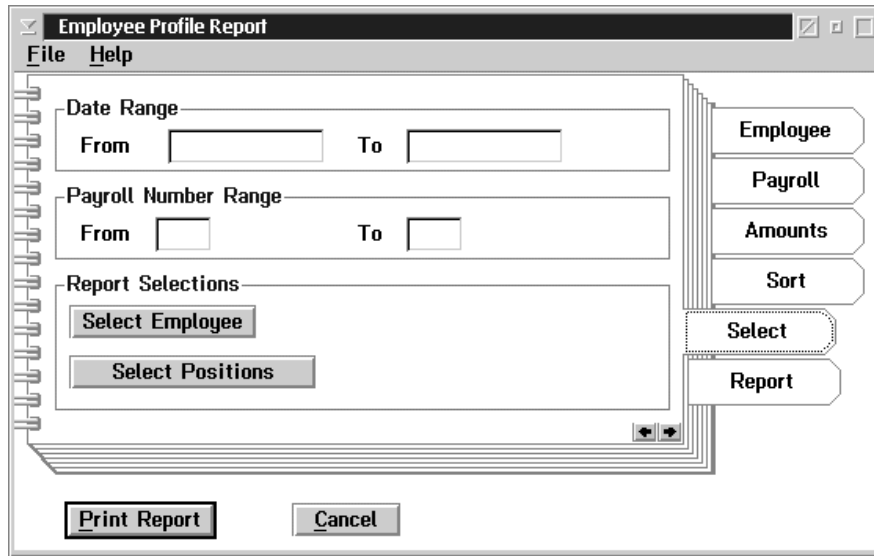 Employee Profile Report
File Help
Date Range
From To
Payroll Number Range
From To
Report Selections
Select Employee
Select Positions
Employee
Payroll
Amounts
Sort
Select
Report
Print Report Cancel